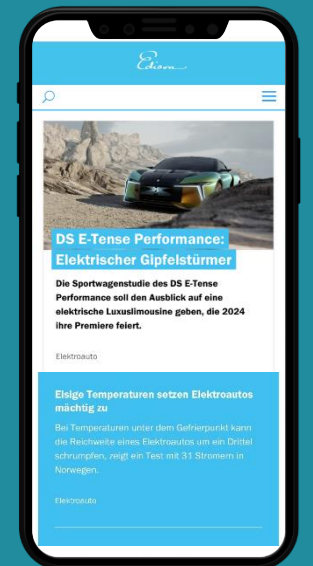 Edison
DS E-Tense Performance:
Elektrischer Gipfelstürmer
Die Sportwagenstudie des DS E-Tense
Performance soll den Ausblick auf eine
elektrische Luxuslimousine geben, die 2024
ihre Premiere feiert.
Elektroauto
Eisige Temperaturen setzen Elektroautos
mächtig zu
Bei Temperaturen unter dem Gefrierpunkt kann
die Reichweite eines Elektroautos um ein Drittel
schrumpfen, zeigt ein Test mit 31 Stromern in
Norwegen.
Elektroauto